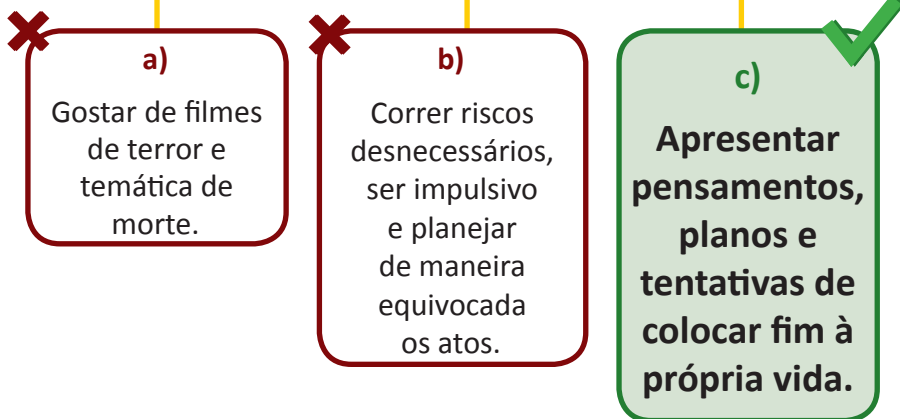 a)
Gostar de filmes
de terror e
temática de
morte.
b)
Correr riscos
desnecessários,
ser impulsivo
e planejar
de maneira
equivocada
os atos.
c)
Apresentar
pensamentos,
planos e
tentativas de
colocar fim à
própria vida.